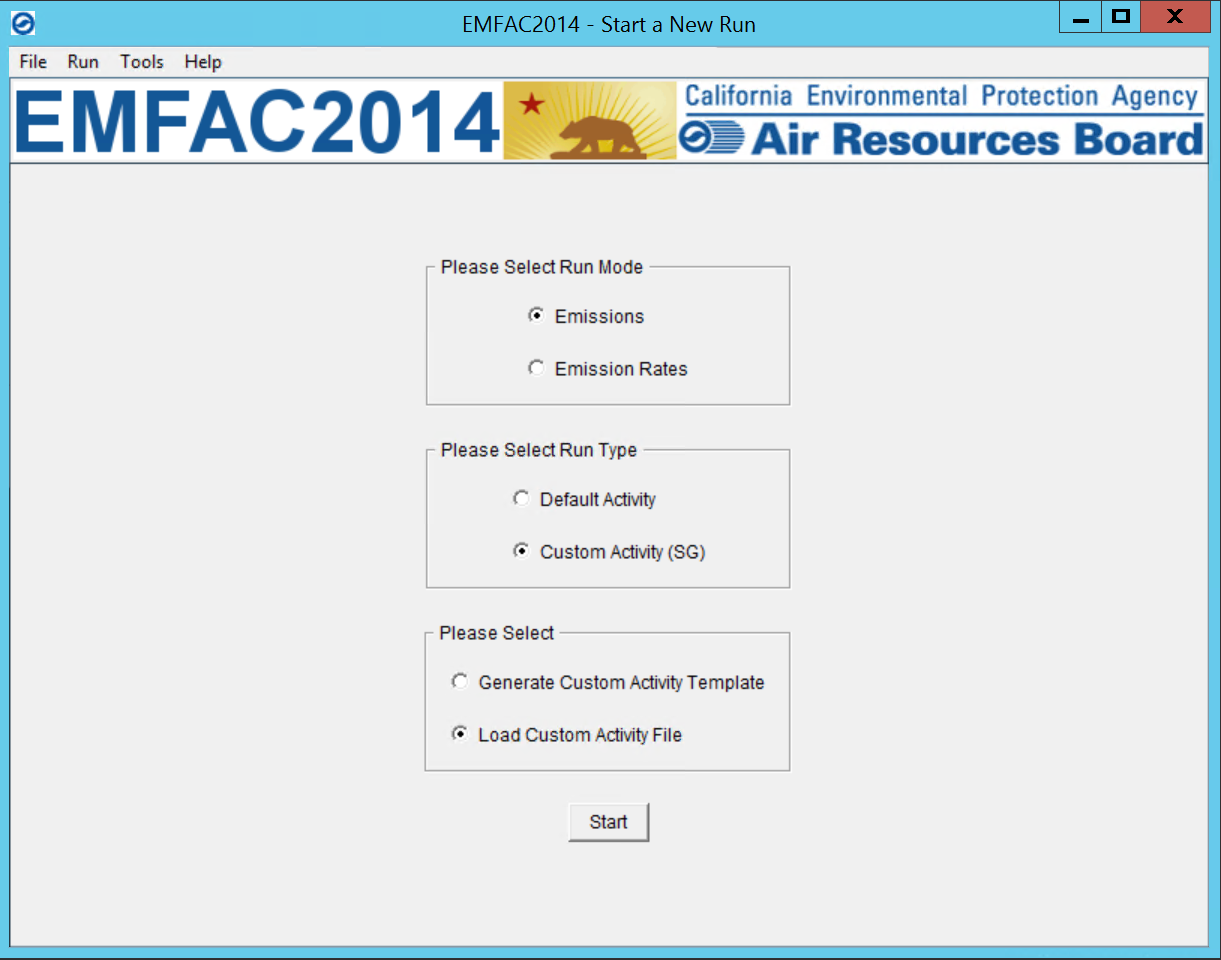 EMFAC2014 - Start a New Run
File Run Tools Help
EMFAC2014
California Environmental Protection Agency
Air Resources Board
Please Select Run Mode
Emissions
Emission Rates
Please Select Run Type
Default Activity
Custom Activity (SG)
Please Select
Generate Custom Activity Template
Load Custom Activity File
Start